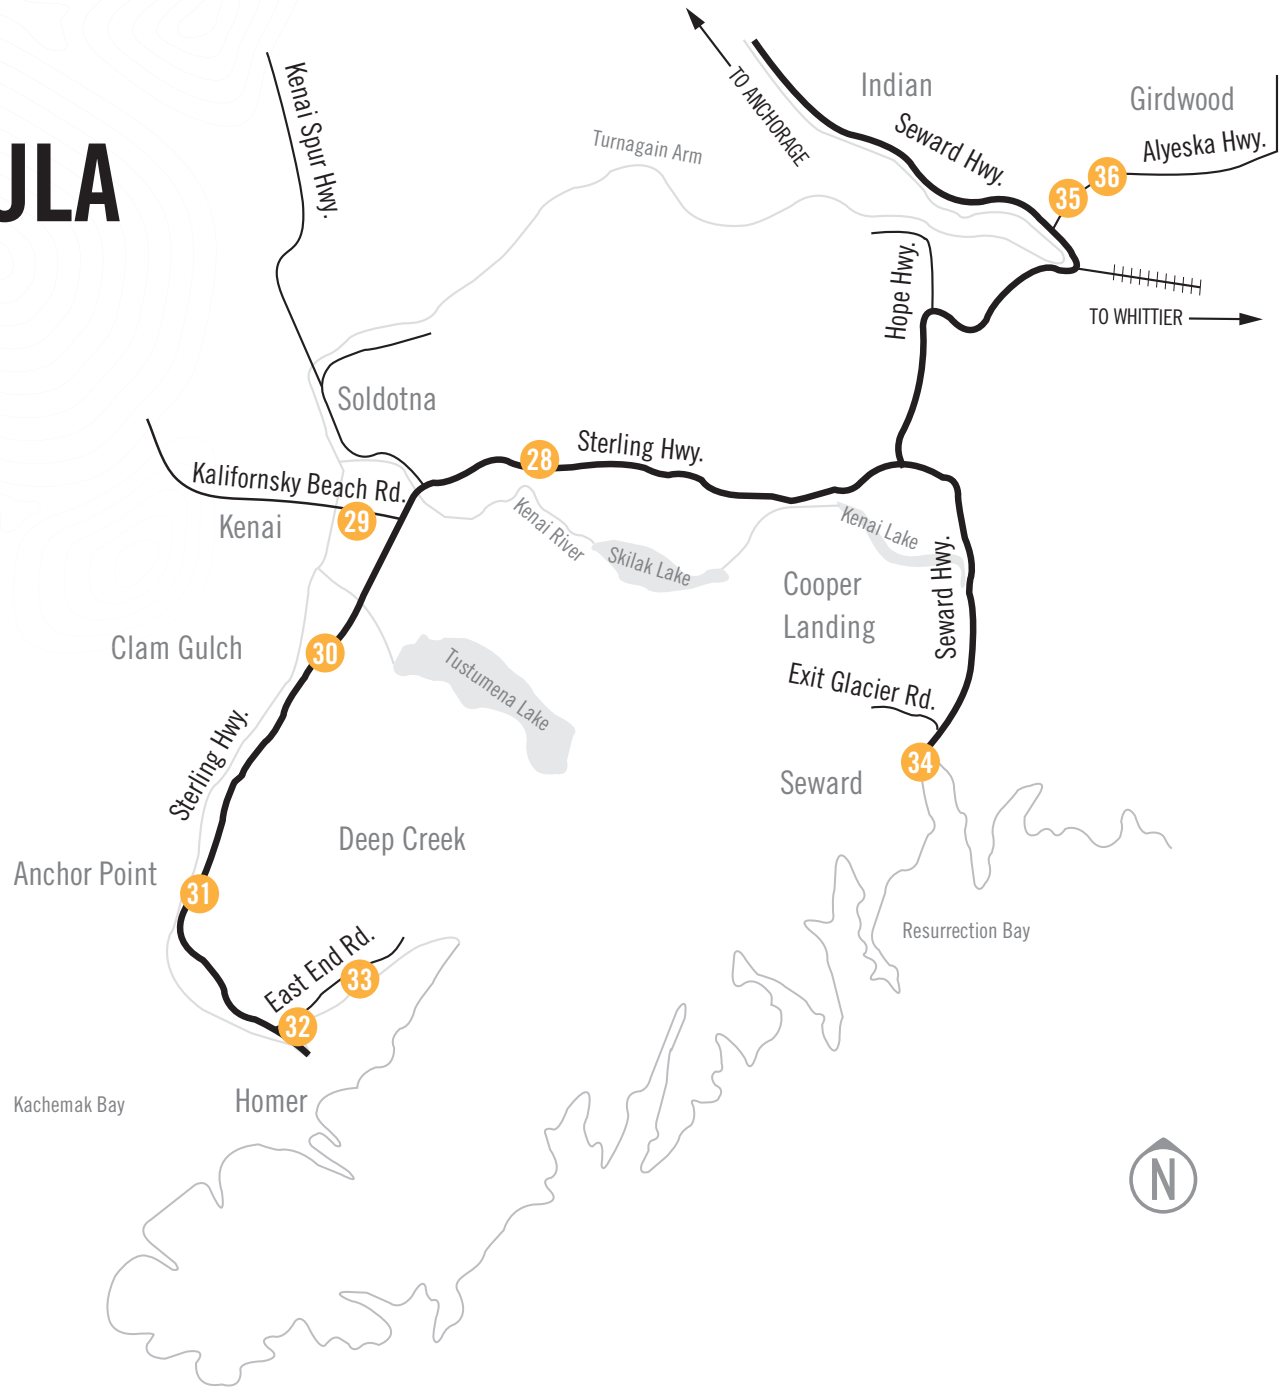 ULA
TO ANCHORAGE
Indian
Seward Hwy.
Girdwood
Alyeska Hwy.
36
35
Kenai Spur Hwy.
Turnagain Arm
Hope Hwy.
TO WHITTIER
Soldotna
28
Sterling Hwy.
Kalifornsky Beach Rd.
29
Kenai
Kenai River
Skilak Lake
Kenai Lake
Cooper
Landing
Seward Hwy.
Clam Gulch
30
Tustumena Lake
Exit Glacier Rd.
34
Seward
Sterling Hwy.
Deep Creek
Anchor Point
31
Resurrection Bay
East End Rd.
33
32
Homer
Kachemak Bay
N